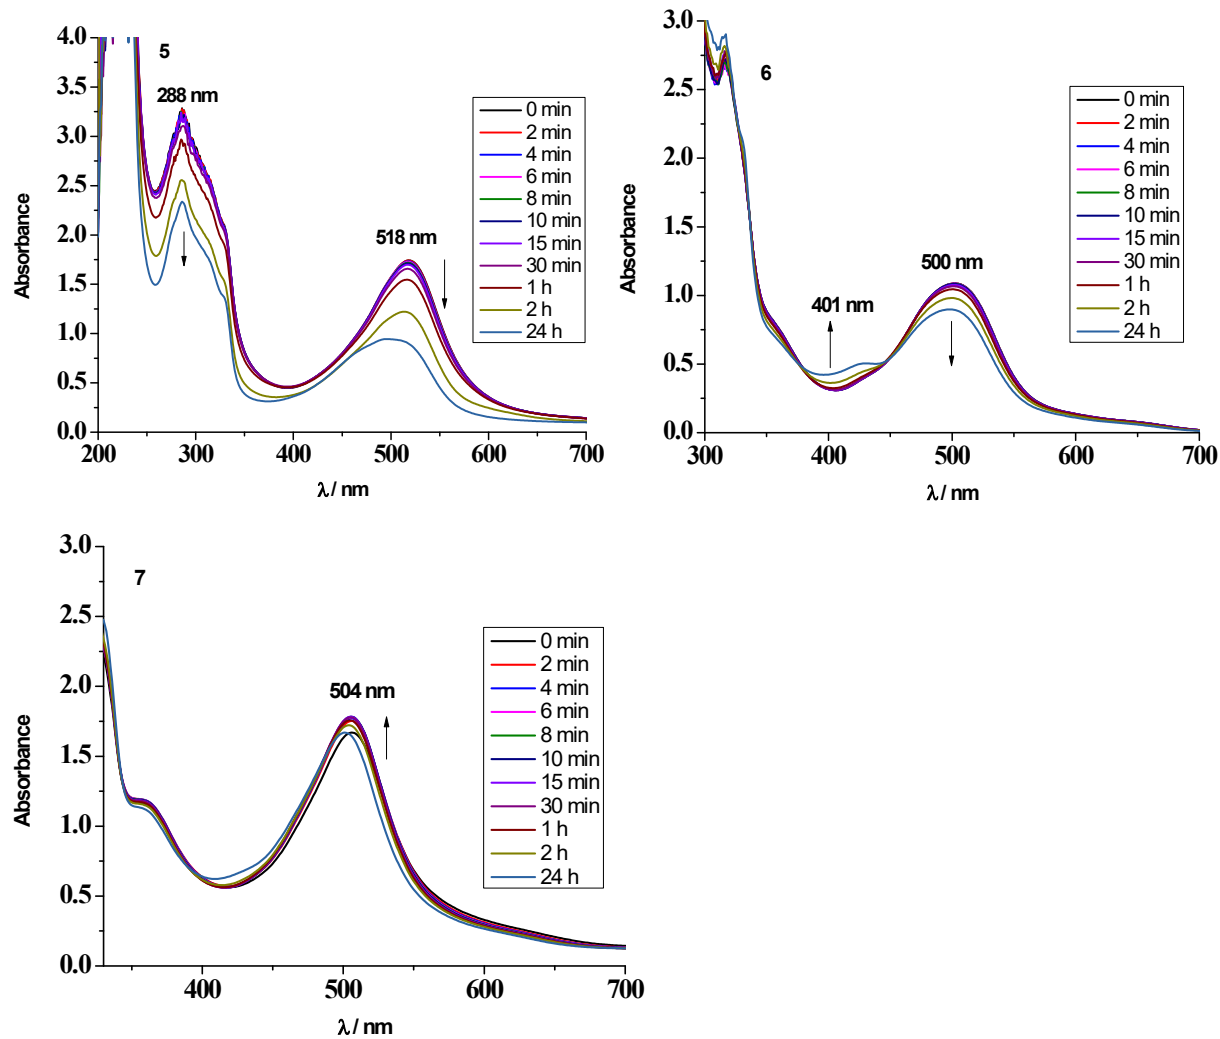 5
288 nm
518 nm
4.0
3.5
3.0
2.5
2.0
1.5
1.0
0.5
0.0
Absorbance
200 300 400 500 600 700
λ / nm
0 min
2 min
4 min
6 min
8 min
10 min
15 min
30 min
1 h
2 h
24 h
6
401 nm
500 nm
3.0
2.5
2.0
1.5
1.0
0.5
0.0
Absorbance
300 400 500 600 700
λ / nm
0 min
2 min
4 min
6 min
8 min
10 min
15 min
30 min
1 h
2 h
24 h
7
504 nm
3.0
2.5
2.0
1.5
1.0
0.5
0.0
Absorbance
400 500 600 700
λ / nm
0 min
2 min
4 min
6 min
8 min
10 min
15 min
30 min
1 h
2 h
24 h